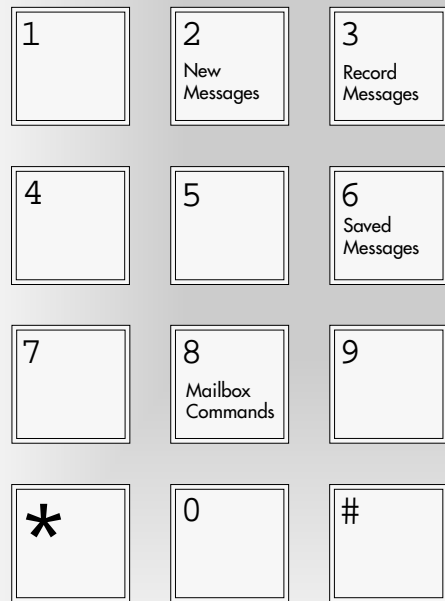 1
2
New
Messages
3
Record
Messages
4
5
6
Saved
Messages
7
8
Mailbox
Commands
9
*
0
#